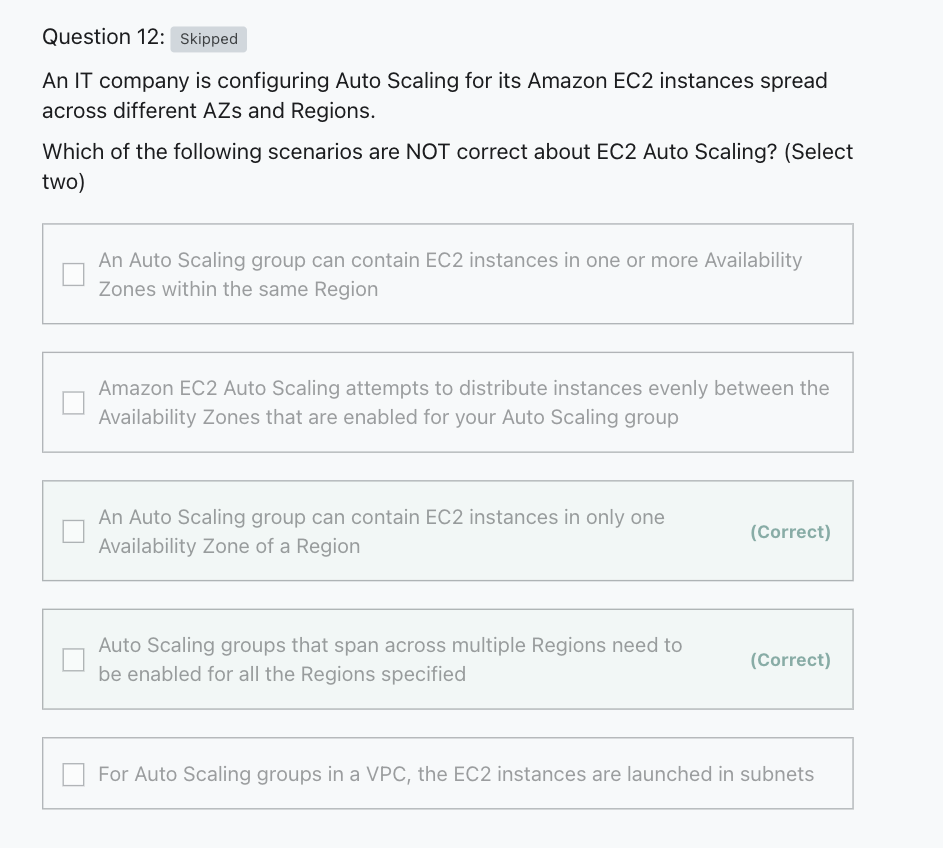 Question 12: Skipped
An IT company is configuring Auto Scaling for its Amazon EC2 instances spread
across different AZs and Regions.
Which of the following scenarios are NOT correct about EC2 Auto Scaling? (Select
two)
An Auto Scaling group can contain EC2 instances in one or more Availability
Zones within the same Region
Amazon EC2 Auto Scaling attempts to distribute instances evenly between the
Availability Zones that are enabled for your Auto Scaling group
An Auto Scaling group can contain EC2 instances in only one
Availability Zone of a Region
(Correct)
Auto Scaling groups that span across multiple Regions need to
be enabled for all the Regions specified
(Correct)
For Auto Scaling groups in a VPC, the EC2 instances are launched in subnets